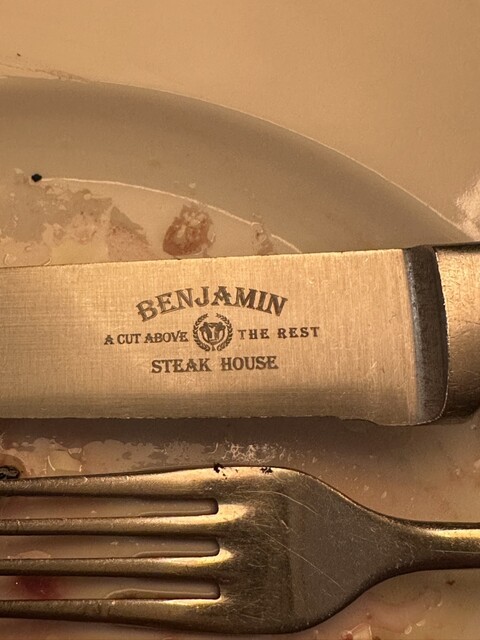 BENJAMIN
A CUT ABOVE THE REST
STEAK HOUSE